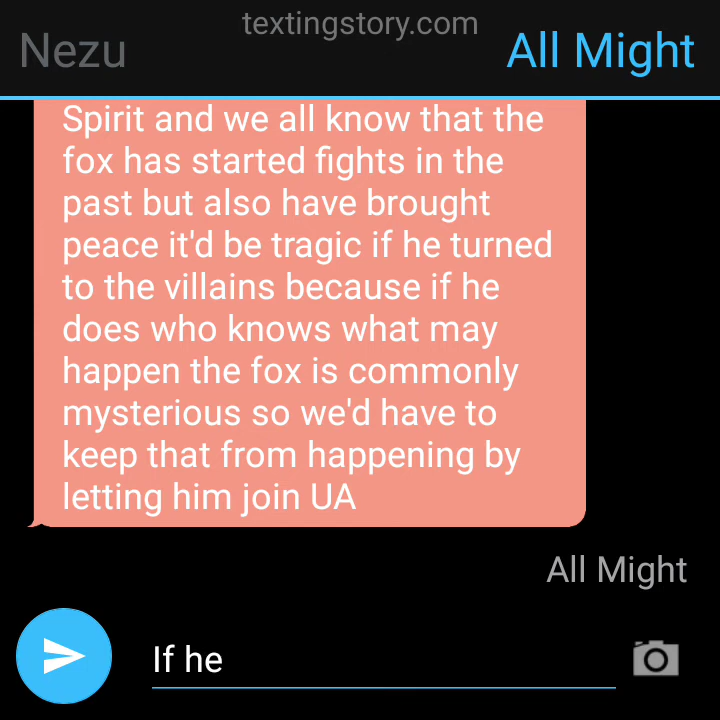 textingstory.com
Nezu
All Might
Spirit and we all know that the
fox has started fights in the
past but also have brought
peace it'd be tragic if he turned
to the villains because if he
does who knows what may
happen the fox is commonly
mysterious so we'd have to
keep that from happening by
letting him join UA
All Might
If he